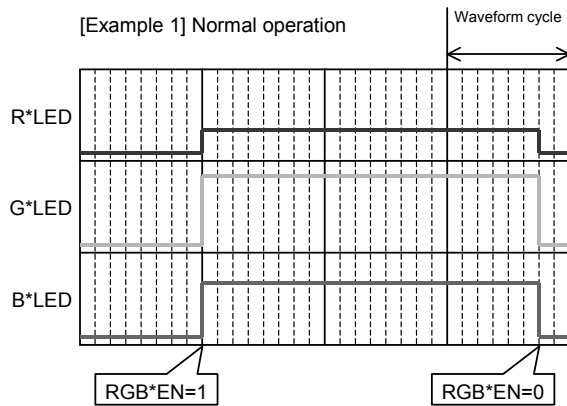 [Example 1] Normal operation
Waveform cycle
R*LED
G*LED
B*LED
RGB*EN=1
RGB*EN=0